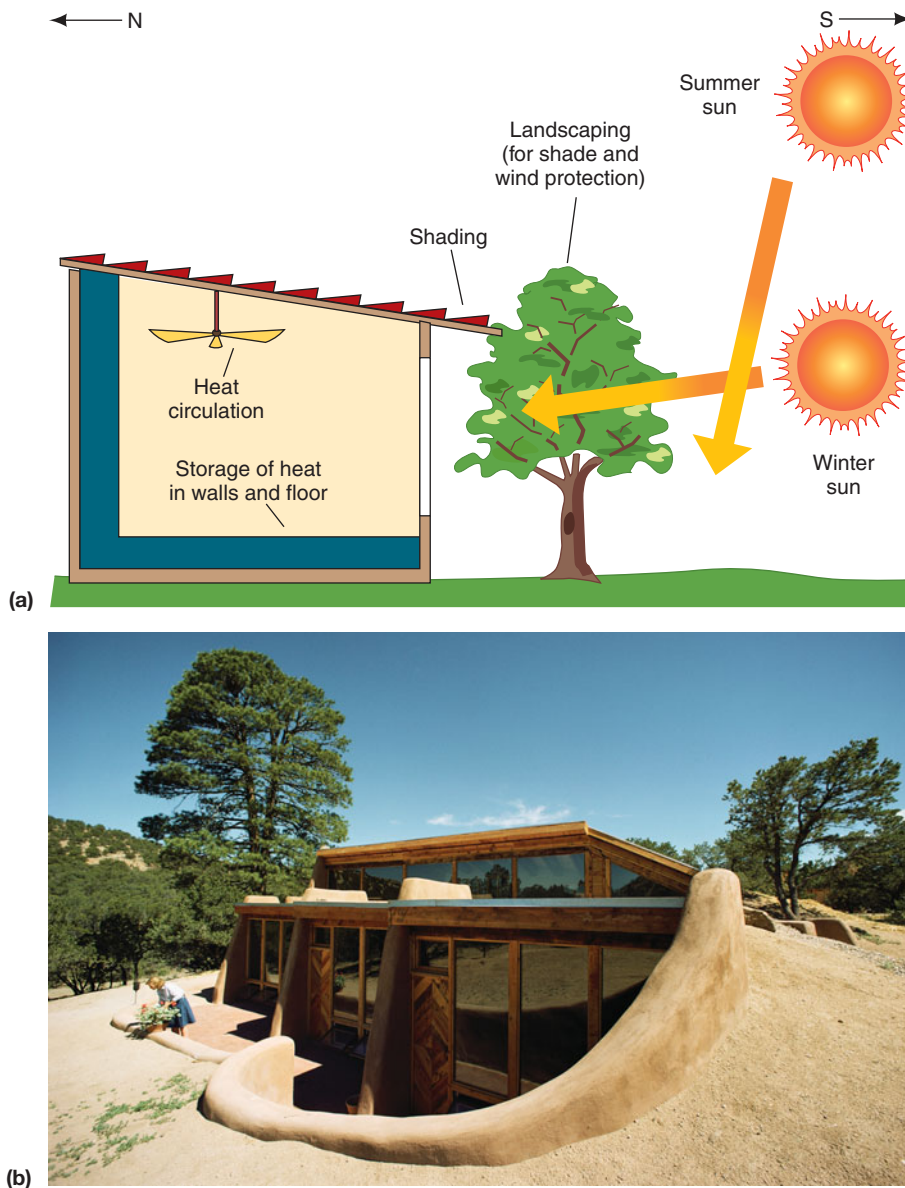 N
S
Summer
sun
Landscaping
(for shade and
wind protection)
Shading
Heat
circulation
Storage of heat
in walls and floor
Winter
sun
(a)
(b)